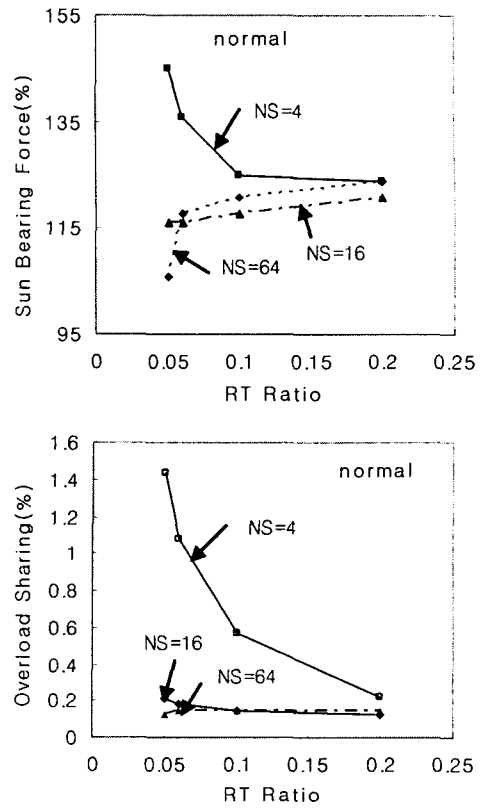 155
normal
NS=4
135
Sun Bearing Force(%)
115
NS=16
NS=64
95
0 0.05 0.1 0.15 0.2 0.25
RT Ratio
1.6
normal
1.4
1.2
NS=4
1
Overload Sharing(%)
0.8
0.6
NS=16
0.4
NS=64
0.2
0
0 0.05 0.1 0.15 0.2 0.25
RT Ratio